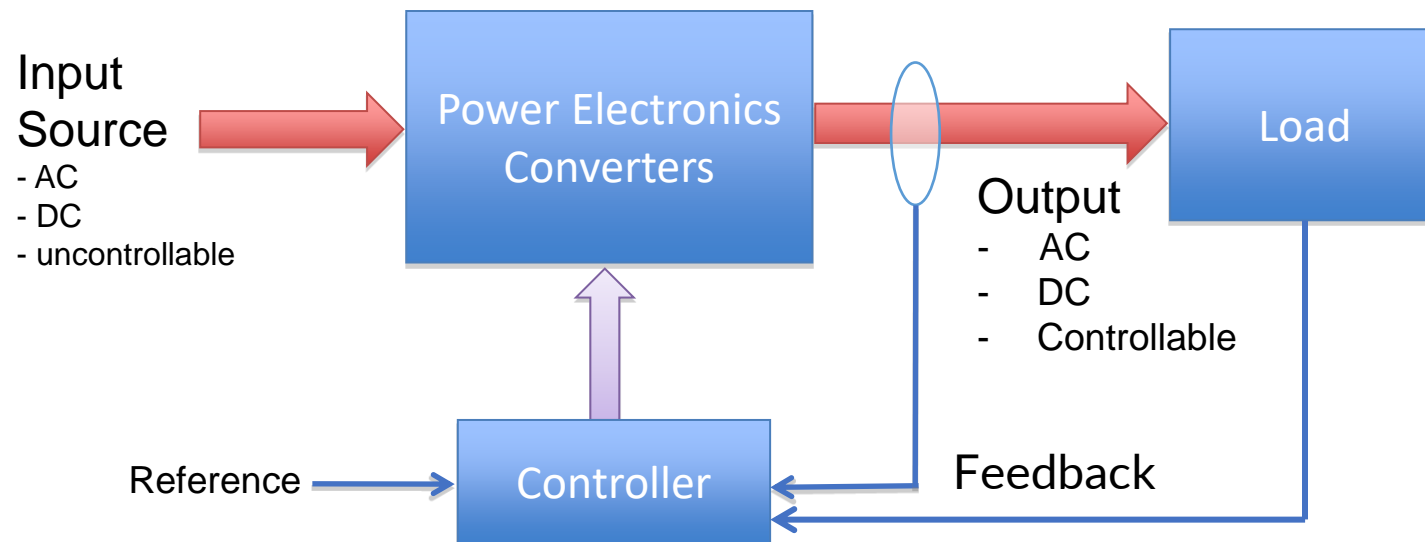 Input
Source
- AC
- DC
- uncontrollable
Power Electronics
Converters
Load
Output
- AC
- DC
- Controllable
Reference
Controller
Feedback